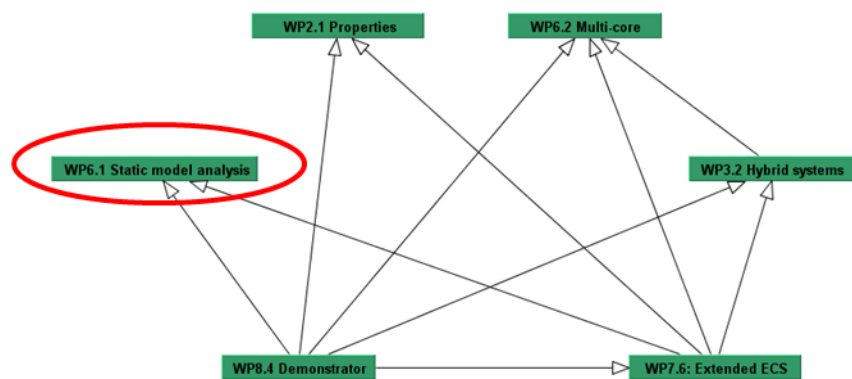 WP2.1 Properties
WP6.2 Multi-core
WP6.1 Static model analysis
WP3.2 Hybrid systems
WP8.4 Demonstrator
WP7.6: Extended ECS